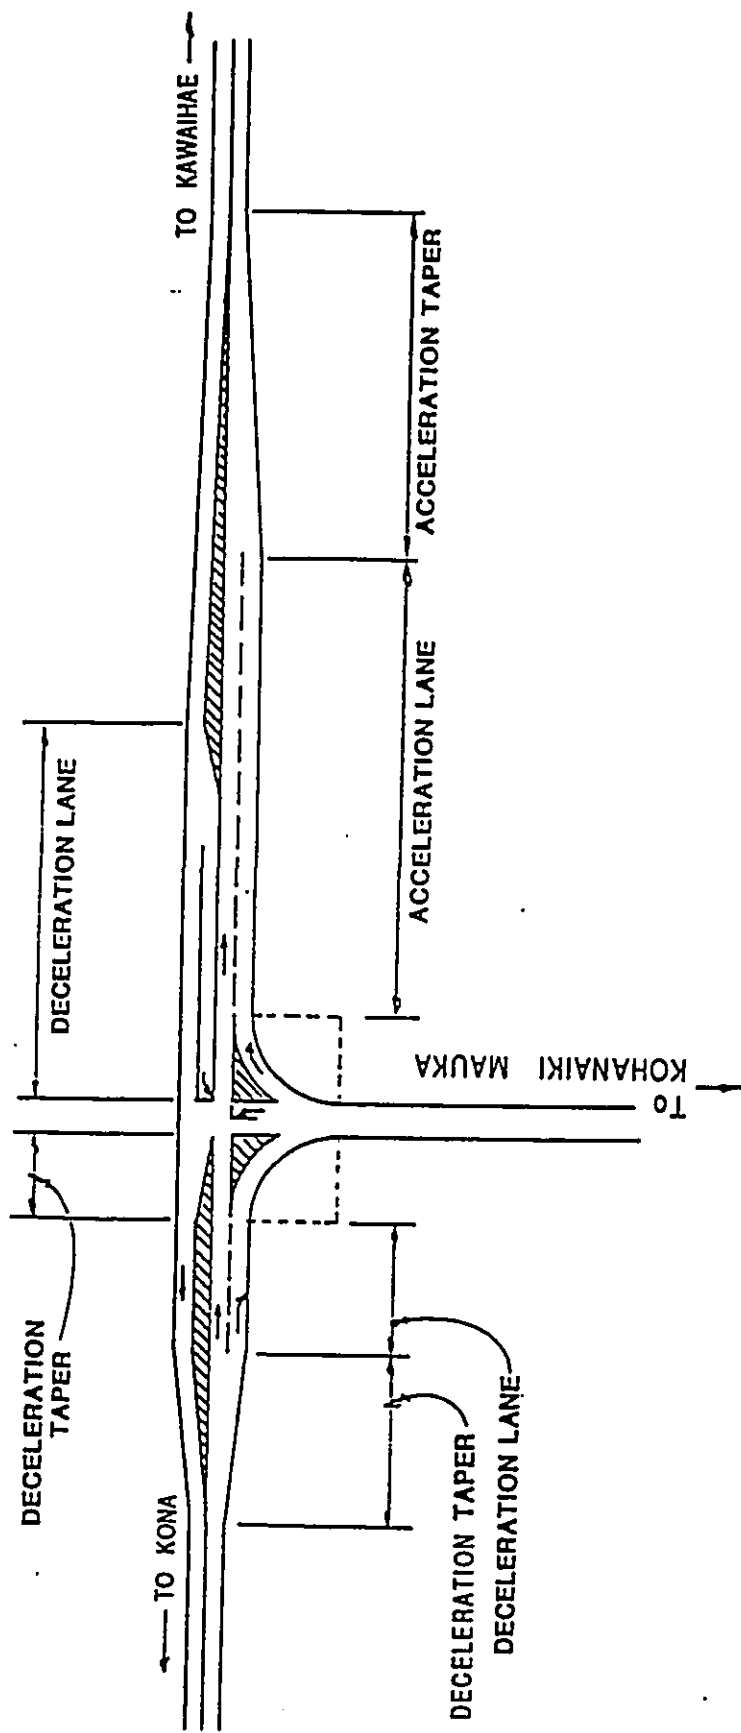 ← TO KONA
TO KAWAIHAE →
DECELERATION
TAPER
DECELERATION LANE
DECELERATION TAPER
DECELERATION LANE
ACCELERATION LANE
ACCELERATION TAPER
To
KOHANAIKI MAUKA